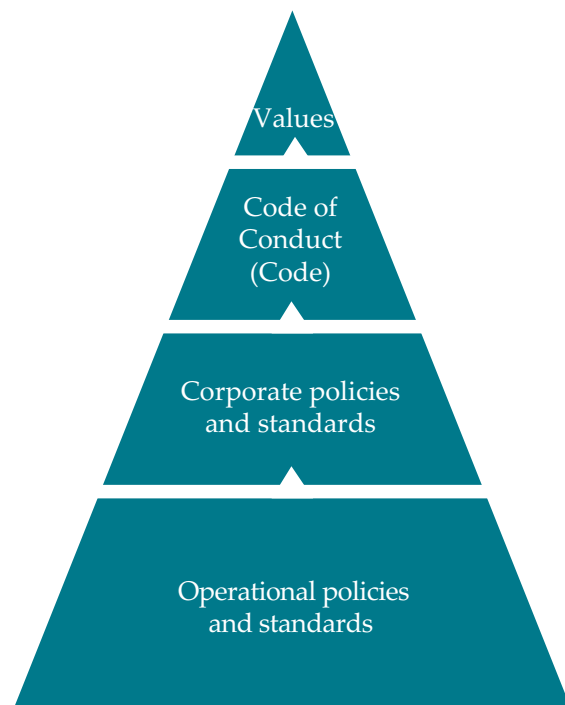 Values
Code of
Conduct
(Code)
Corporate policies
and standards
Operational policies
and standards